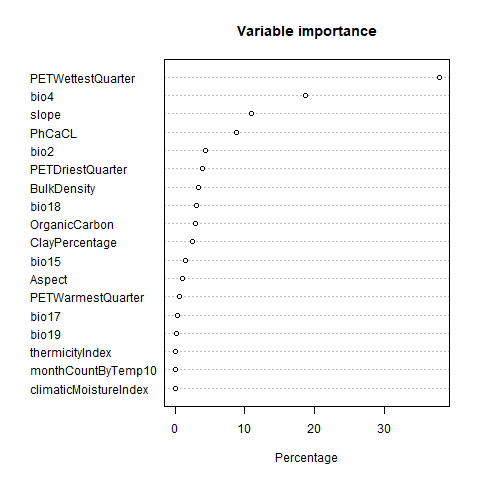 Variable importance
PETWettestQuarter
bio4
slope
PhCaCL
bio2
PETDriestQuarter
BulkDensity
bio18
OrganicCarbon
ClayPercentage
bio15
Aspect
PETWarmestQuarter
bio17
bio19
thermicityIndex
monthCountByTemp10
climaticMoistureIndex
0 10 20 30
Percentage